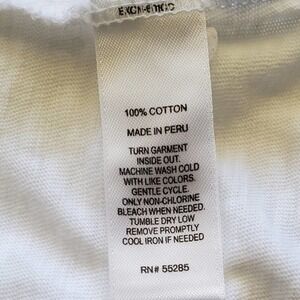 100% COTTON
MADE IN PERU
TURN GARMENT
INSIDE OUT.
MACHINE WASH COLD
WITH LIKE COLORS.
GENTLE CYCLE.
ONLY NON-CHLORINE
BLEACH WHEN NEEDED.
TUMBLE DRY LOW
REMOVE PROMPTLY
COOL IRON IF NEEDED
RN# 55285